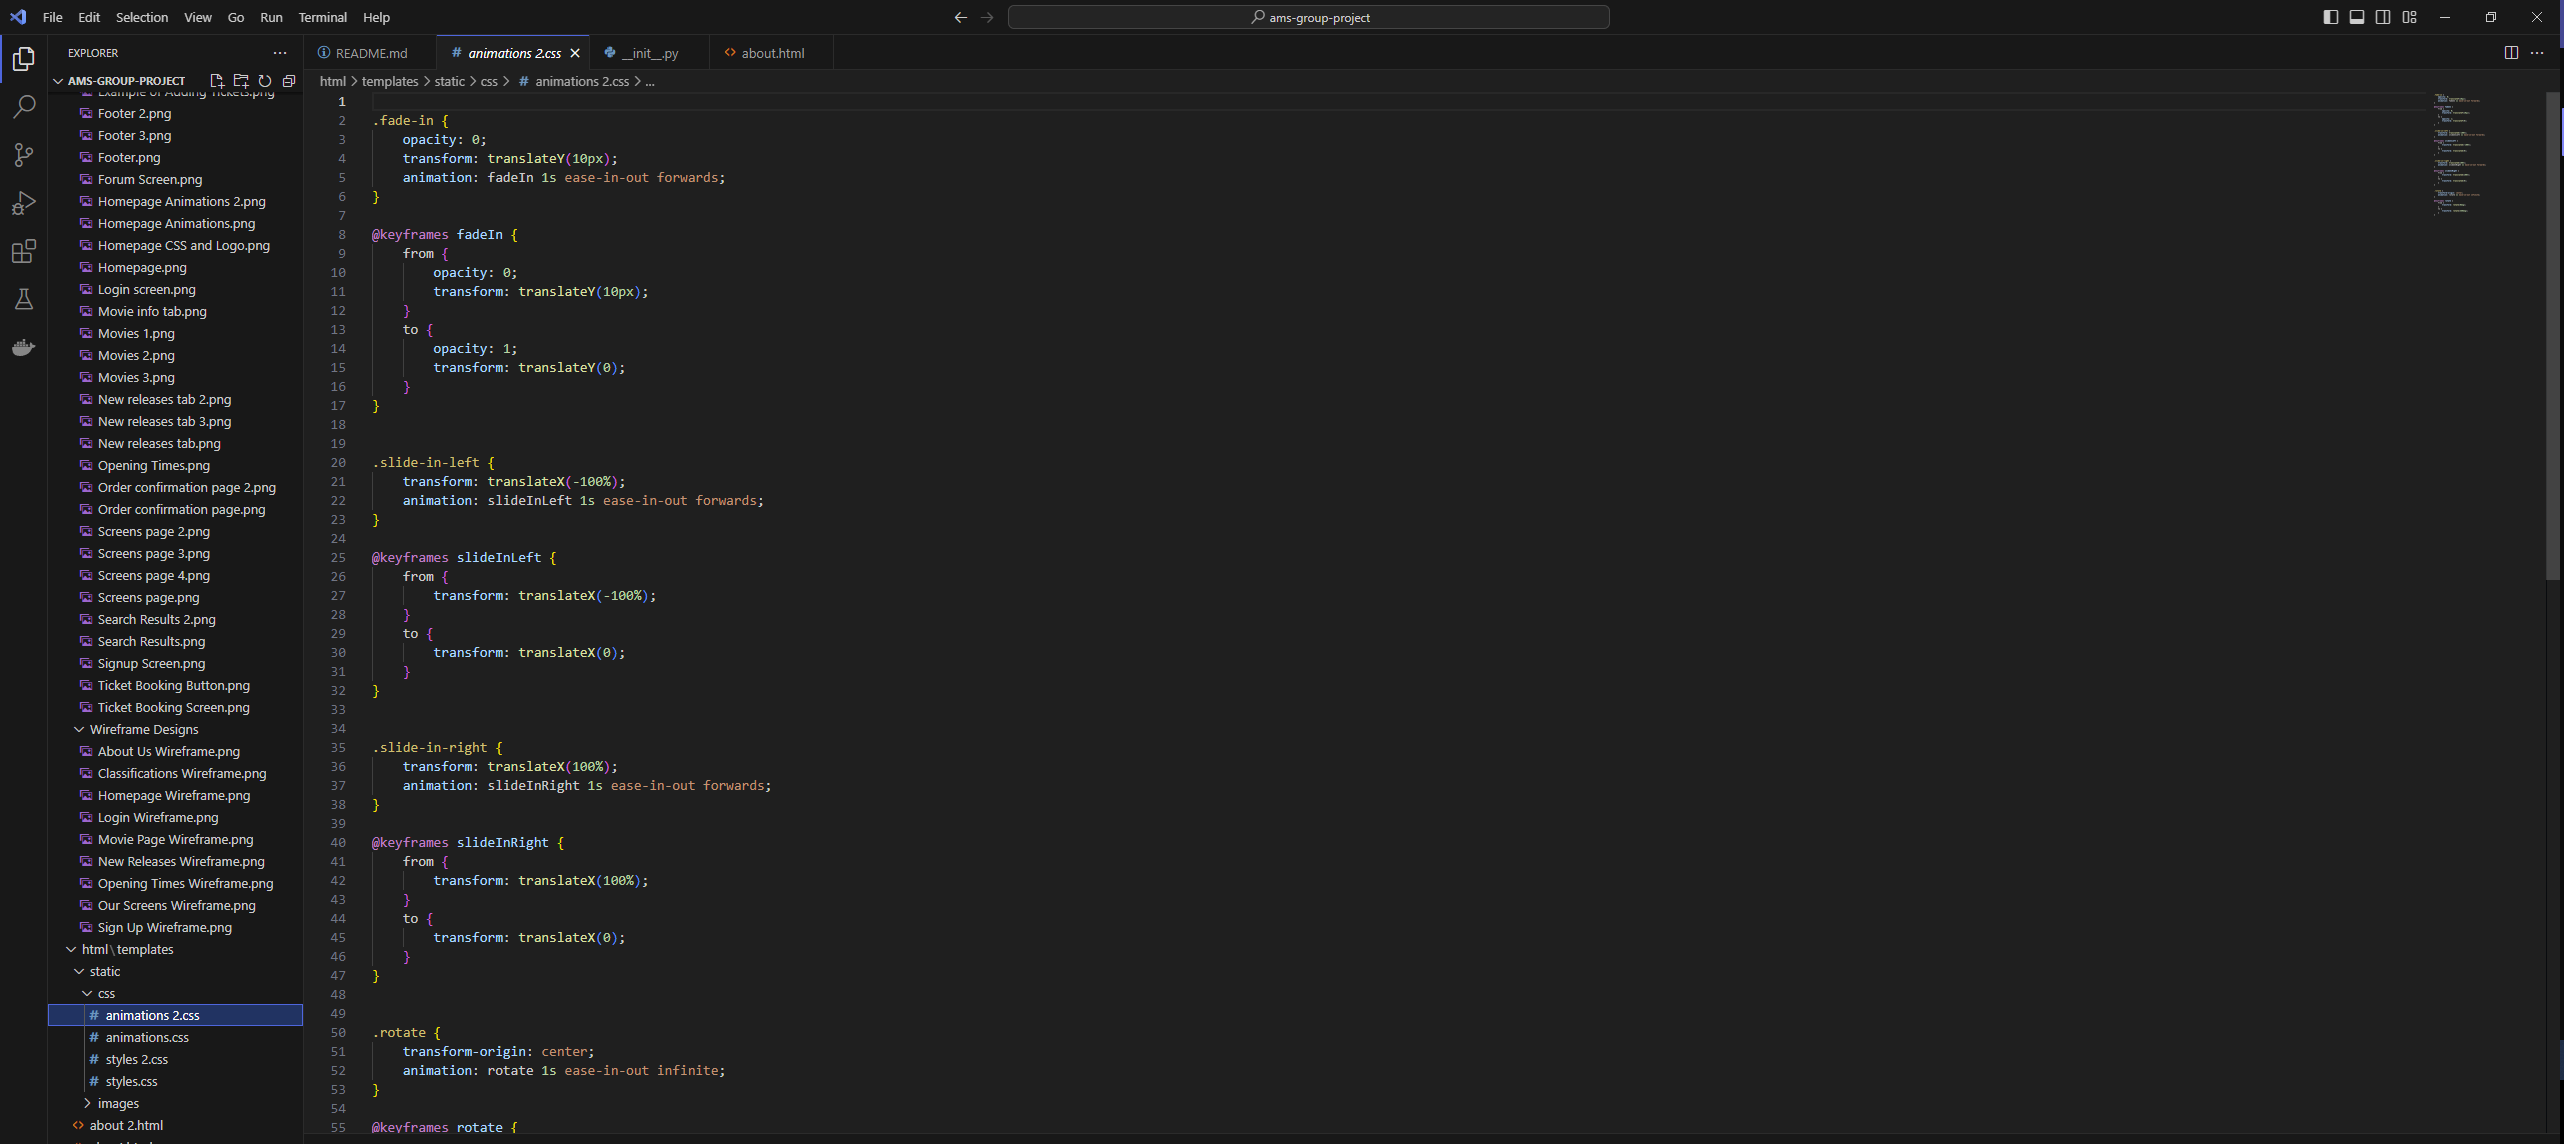 File Edit Selection View Go Run Terminal Help
ams-group-project
EXPLORER
AMS-GROUP-PROJECT
Example of Adding Tickets.png
Footer 2.png
Footer 3.png
Footer.png
Forum Screen.png
Homepage Animations 2.png
Homepage Animations.png
Homepage CSS and Logo.png
Homepage.png
Login screen.png
Movie info tab.png
Movies 1.png
Movies 2.png
Movies 3.png
New releases tab 2.png
New releases tab 3.png
New releases tab.png
Opening Times.png
Order confirmation page 2.png
Order confirmation page.png
Screens page 2.png
Screens page 3.png
Screens page 4.png
Screens page.png
Search Results 2.png
Search Results.png
Signup Screen.png
Ticket Booking Button.png
Ticket Booking Screen.png
Wireframe Designs
About Us Wireframe.png
Classifications Wireframe.png
Homepage Wireframe.png
Login Wireframe.png
Movie Page Wireframe.png
New Releases Wireframe.png
Opening Times Wireframe.png
Our Screens Wireframe.png
Sign Up Wireframe.png
html\templates
static
css
# animations 2.css
# animations.css
# styles 2.css
# styles.css
images
<> about 2.html
README.md
# animations 2.css
__init__.py
<> about.html
html > templates > static > css > # animations 2.css > ...
1
2 .fade-in {
3 opacity: 0;
4 transform: translateY(10px);
5 animation: fadeIn 1s ease-in-out forwards;
6 }
7
8 @keyframes fadeIn {
9 from {
10 opacity: 0;
11 transform: translateY(10px);
12 }
13 to {
14 opacity: 1;
15 transform: translateY(0);
16 }
17 }
18
19
20 .slide-in-left {
21 transform: translateX(-100%);
22 animation: slideInLeft 1s ease-in-out forwards;
23 }
24
25 @keyframes slideInLeft {
26 from {
27 transform: translateX(-100%);
28 }
29 to {
30 transform: translateX(0);
31 }
32 }
33
34
35 .slide-in-right {
36 transform: translateX(100%);
37 animation: slideInRight 1s ease-in-out forwards;
38 }
39
40 @keyframes slideInRight {
41 from {
42 transform: translateX(100%);
43 }
44 to {
45 transform: translateX(0);
46 }
47 }
48
49
50 .rotate {
51 transform-origin: center;
52 animation: rotate 1s ease-in-out infinite;
53 }
54
55 @keyframes rotate {